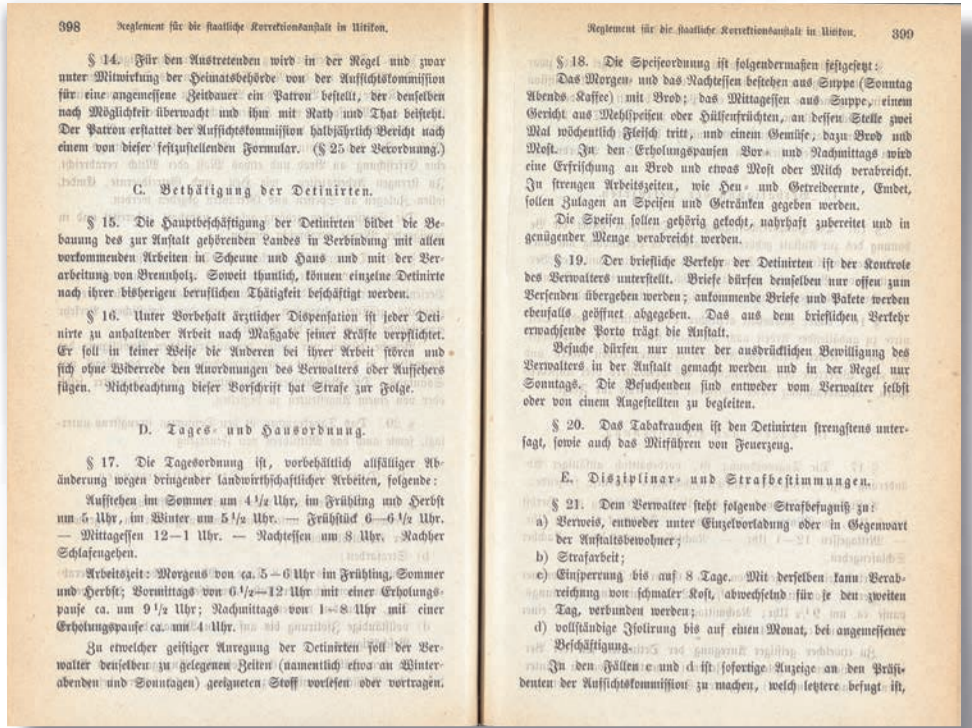 398 Reglement für die staatliche Korrektionsanstalt in Uitikon.
§ 14. Für den Austretenden wird in der Regel und zwar
unter Mitwirkung der Heimatsbehörde von der Aufsichtskommission
für eine angemessene Zeitdauer ein Patron bestellt, der denselben
nach Möglichkeit überwacht und ihm mit Rath und That beisteht.
Der Patron erstattet der Aufsichtskommission halbjährlich Bericht nach
einem von dieser festzustellenden Formular. (§ 25 der Verordnung.)
C. Bethätigung der Detinirten.
§ 15. Die Hauptbeschäftigung der Detinirten bildet die Be-
bauung des zur Anstalt gehörenden Landes in Verbindung mit allen
vorkommenden Arbeiten in Scheune und Haus und mit der Ver-
arbeitung von Brennholz. Soweit thunlich, können einzelne Detinirte
nach ihrer bisherigen beruflichen Thätigkeit beschäftigt werden.
§ 16. Unter Vorbehalt ärztlicher Dispensation ist jeder Deti-
nirte zu anhaltender Arbeit nach Maßgabe seiner Kräfte verpflichtet.
Er soll in keiner Weise die Anderen bei ihrer Arbeit stören und
sich ohne Widerrede den Anordnungen des Verwalters oder Aufsehers
fügen. Nichtbeachtung dieser Vorschrift hat Strafe zur Folge.
D. Tages- und Hausordnung.
§ 17. Die Tagesordnung ist, vorbehältlich allfälliger Ab-
änderung wegen dringender landwirthschaftlicher Arbeiten, folgende:
Aufstehen im Sommer um 4 1/2 Uhr, im Frühling und Herbst
um 5 Uhr, im Winter um 5 1/2 Uhr. — Frühstück 6—6 1/2 Uhr.
— Mittagessen 12—1 Uhr. — Nachtessen um 8 Uhr. Nachher
Schlafengehen.
Arbeitszeit: Morgens von ca. 5—6 Uhr im Frühling, Sommer
und Herbst; Vormittags von 6 1/2—12 Uhr mit einer Erholungs-
pause ca. um 9 1/2 Uhr; Nachmittags von 1—8 Uhr mit einer
Erholungspause ca. um 4 Uhr.
Zu etwelcher geistiger Anregung der Detinirten soll der Ver-
walter denselben zu gelegenen Zeiten (namentlich etwa an Winter-
abenden und Sonntagen) geeigneten Stoff vorlesen oder vortragen.
Reglement für die staatliche Korrektionsanstalt in Uitikon. 399
§ 18. Die Speiseordnung ist folgendermaßen festgesetzt:
Das Morgen- und das Nachtessen bestehen aus Suppe (Sonntag
Abends Kaffee) mit Brod; das Mittagessen aus Suppe, einem
Gericht aus Mehlspeisen oder Hülsenfrüchten, an dessen Stelle zwei
Mal wöchentlich Fleisch tritt, und einem Gemüse, dazu Brod und
Most. In den Erholungspausen Vor- und Nachmittags wird
eine Erfrischung an Brod und etwas Most oder Milch verabreicht.
In strengen Arbeitszeiten, wie Heu- und Getreideernte, Emdet,
sollen Zulagen an Speisen und Getränken gegeben werden.
Die Speisen sollen gehörig gekocht, nahrhaft zubereitet und in
genügender Menge verabreicht werden.
§ 19. Der briefliche Verkehr der Detinirten ist der Kontrole
des Verwalters unterstellt. Briefe dürfen demselben nur offen zum
Versenden übergeben werden; ankommende Briefe und Pakete werden
ebenfalls geöffnet abgegeben. Das aus dem brieflichen Verkehr
erwachsende Porto trägt die Anstalt.
Besuche dürfen nur unter der ausdrücklichen Bewilligung des
Verwalters in der Anstalt gemacht werden und in der Regel nur
Sonntags. Die Besuchenden sind entweder vom Verwalter selbst
oder von einem Angestellten zu begleiten.
§ 20. Das Tabakrauchen ist den Detinirten strengstens unter-
sagt, sowie auch das Mitführen von Feuerzeug.
E. Disziplinar- und Strafbestimmungen.
§ 21. Dem Verwalter steht folgende Strafbefugniß zu:
a) Verweis, entweder unter Einzelvorladung oder in Gegenwart
der Anstaltsbewohner;
b) Strafarbeit;
c) Einsperrung bis auf 8 Tage. Mit derselben kann Verab-
reichung von schmaler Kost, abwechselnd für je den zweiten
Tag, verbunden werden;
d) vollständige Isolirung bis auf einen Monat, bei angemessener
Beschäftigung.
In den Fällen c und d ist sofortige Anzeige an den Präsi-
denten der Aufsichtskommission zu machen, welch letztere befugt ist,